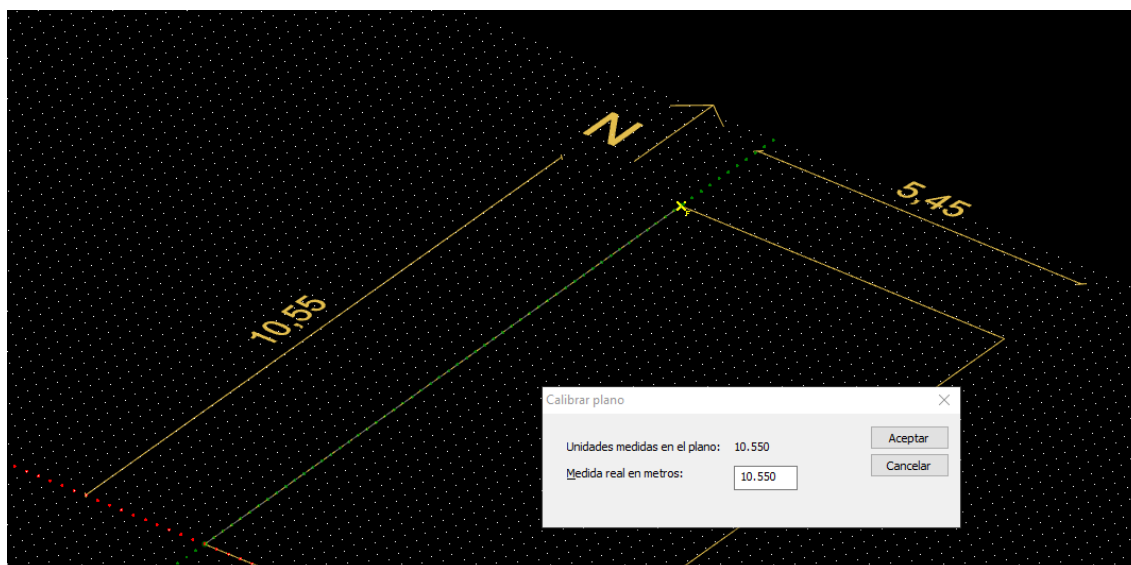 N
5,45
10,55
Calibrar plano
Unidades medidas en el plano: 10.550
Medida real en metros: 10.550
Aceptar
Cancelar